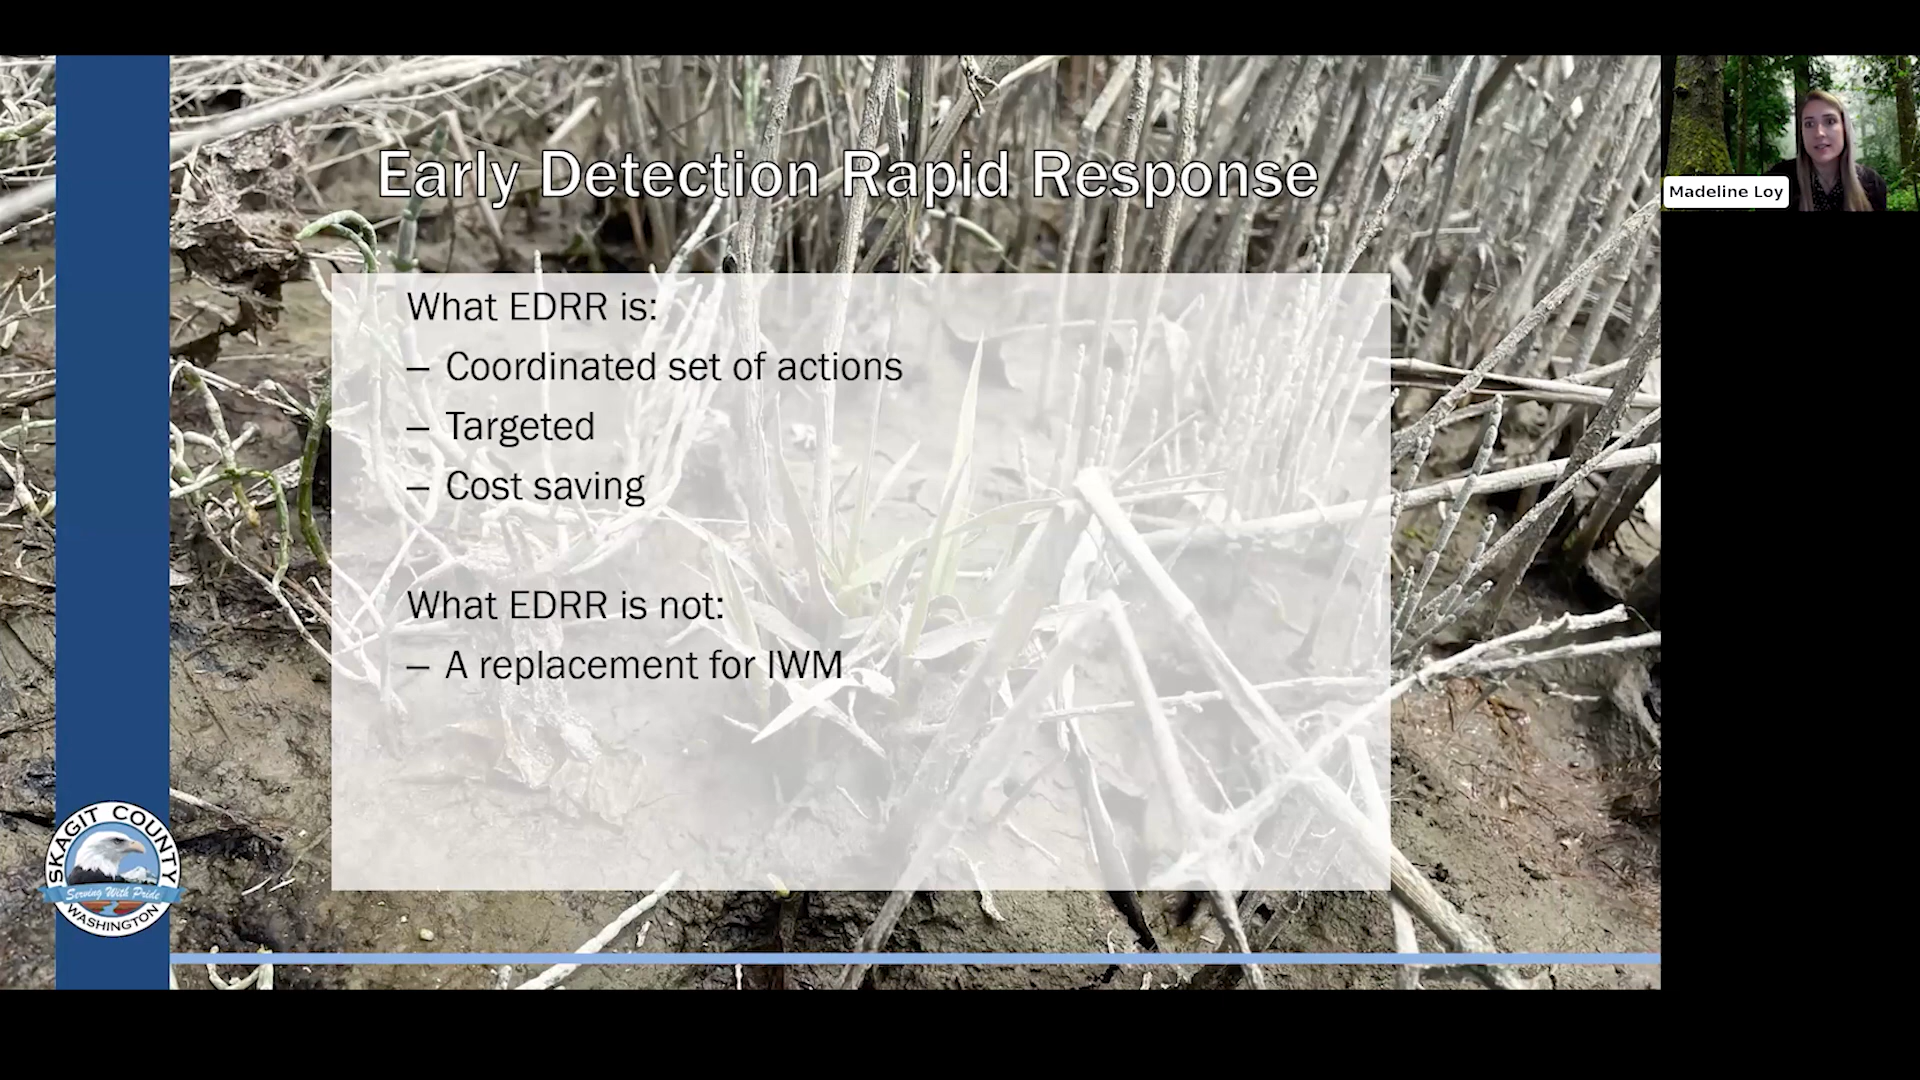 Early Detection Rapid Response
Madeline Loy
What EDRR is:
– Coordinated set of actions
– Targeted
– Cost saving
What EDRR is not:
– A replacement for IWM
SKAGIT COUNTY
Serving With Pride
WASHINGTON